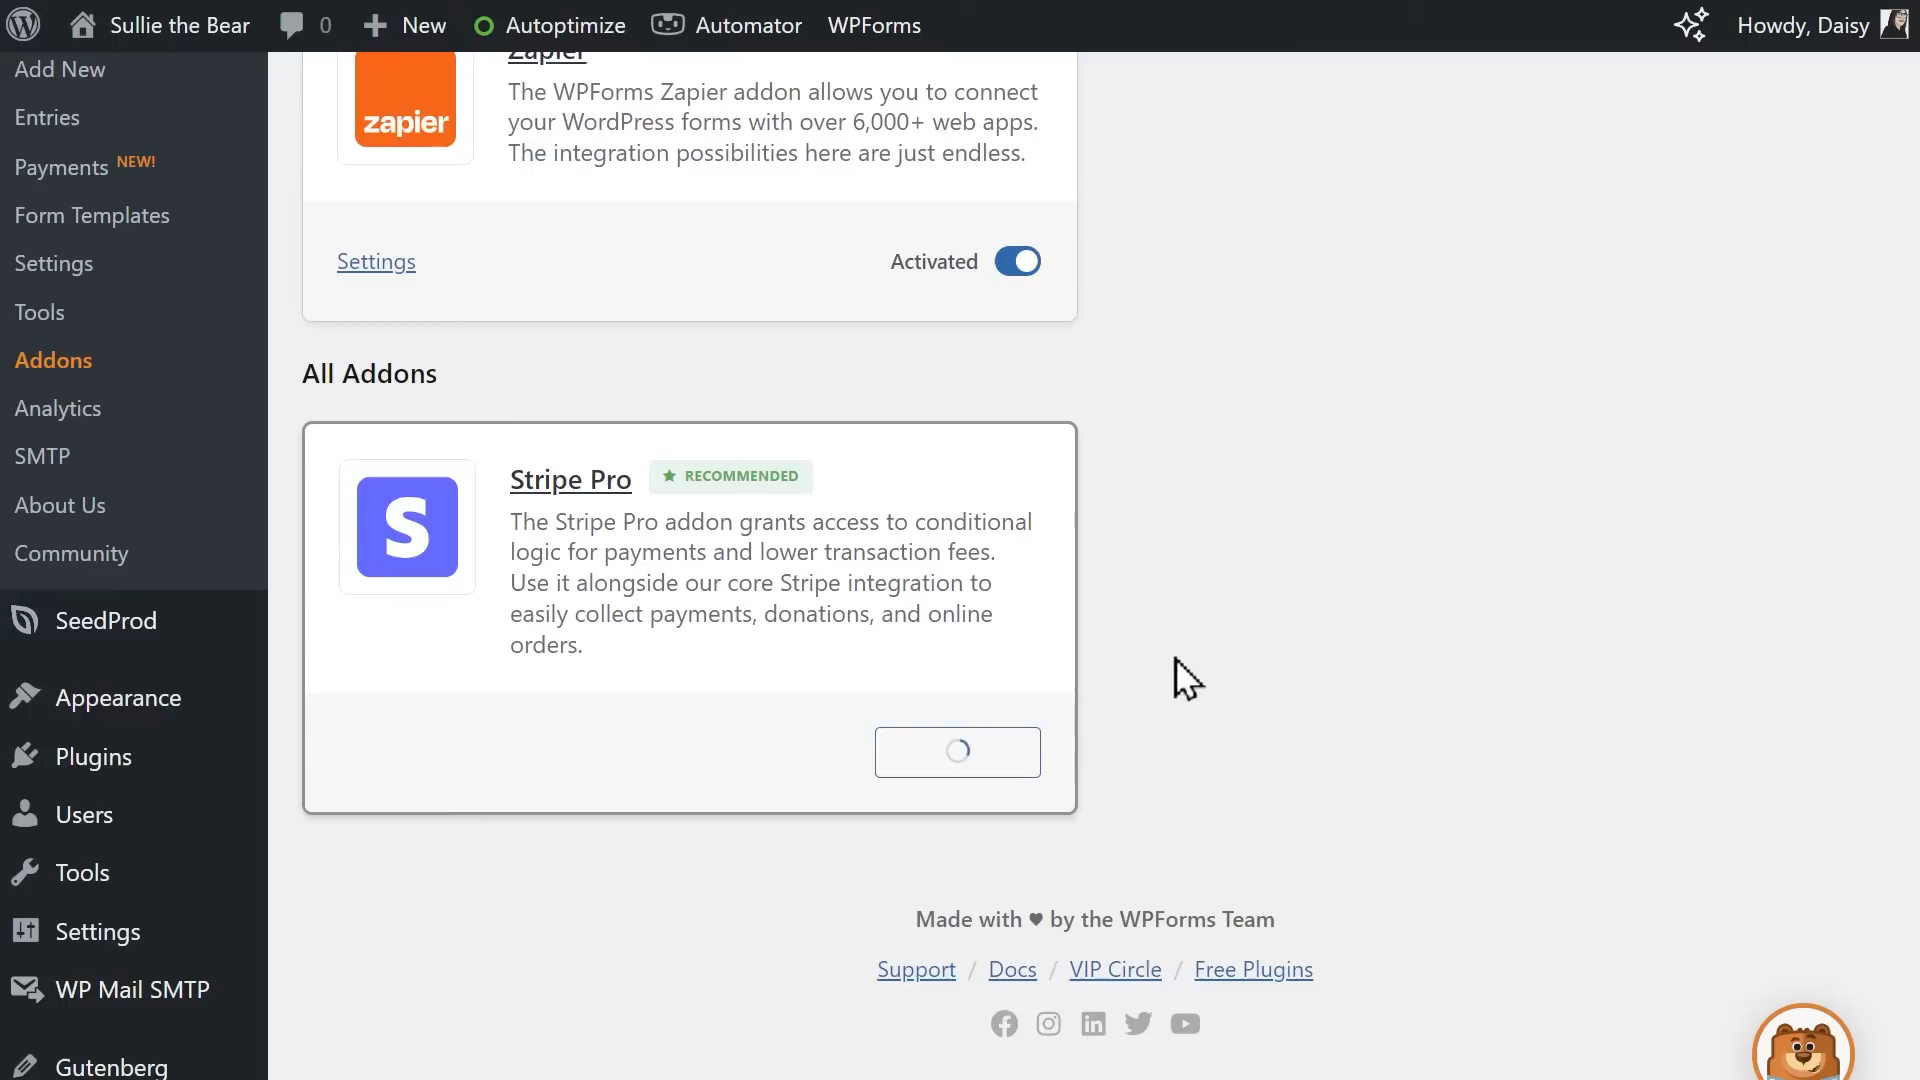 Sullie the Bear
0
New
Autoptimize
Automator
WPForms
Howdy, Daisy
Add New
Entries
Payments NEW!
Form Templates
Settings
Tools
Addons
Analytics
SMTP
About Us
Community
SeedProd
Appearance
Plugins
Users
Tools
Settings
WP Mail SMTP
Gutenberg
zapier
Zapier
The WPForms Zapier addon allows you to connect
your WordPress forms with over 6,000+ web apps.
The integration possibilities here are just endless.
Settings
Activated
All Addons
S
Stripe Pro
RECOMMENDED
The Stripe Pro addon grants access to conditional
logic for payments and lower transaction fees.
Use it alongside our core Stripe integration to
easily collect payments, donations, and online
orders.
Made with ♥ by the WPForms Team
Support / Docs / VIP Circle / Free Plugins